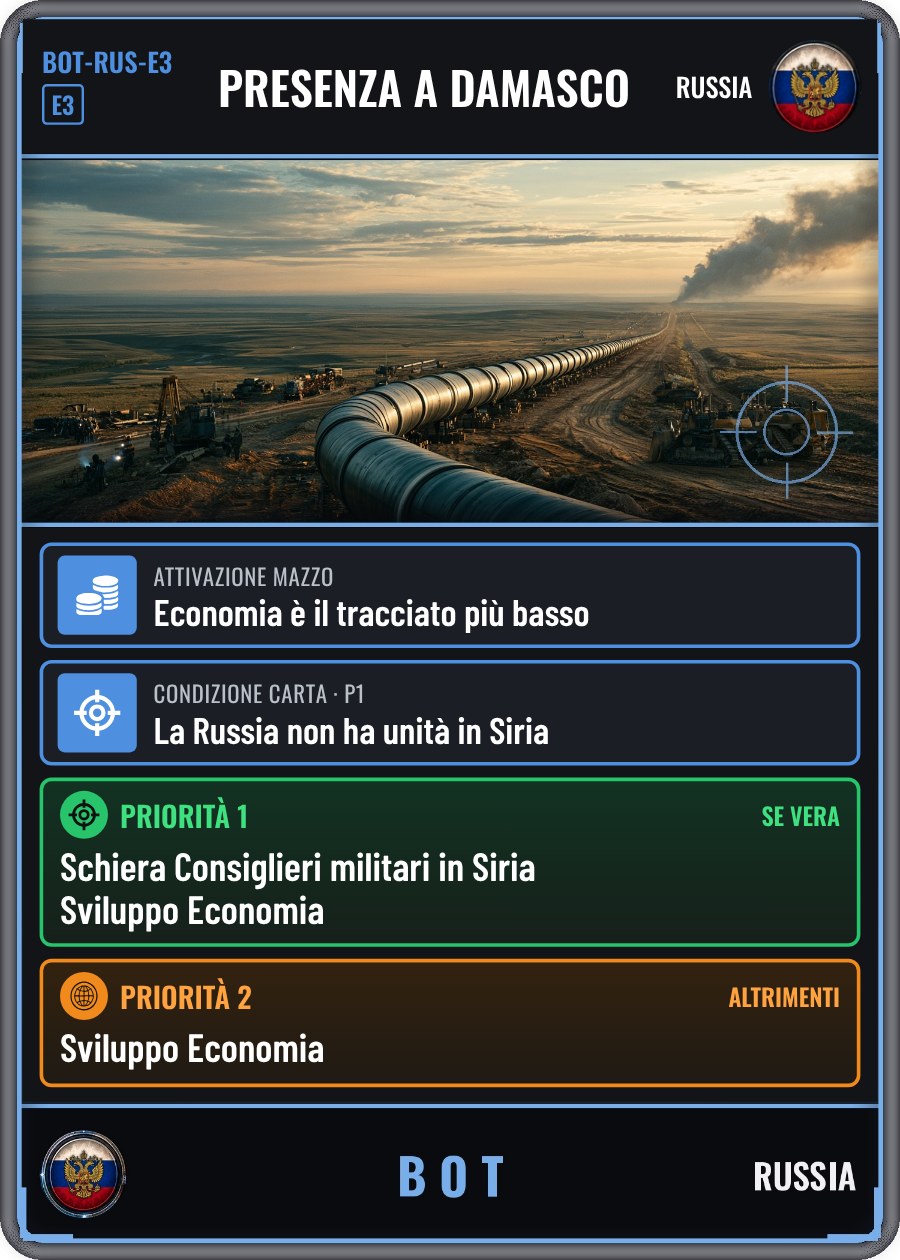 BOT-RUS-E3
E3
PRESENZA A DAMASCO
RUSSIA
ATTIVAZIONE MAZZO
Economia è il tracciato più basso
CONDIZIONE CARTA · P1
La Russia non ha unità in Siria
PRIORITÀ 1
SE VERA
Schiera Consiglieri militari in Siria
Sviluppo Economia
PRIORITÀ 2
ALTRIMENTI
Sviluppo Economia
BOT
RUSSIA